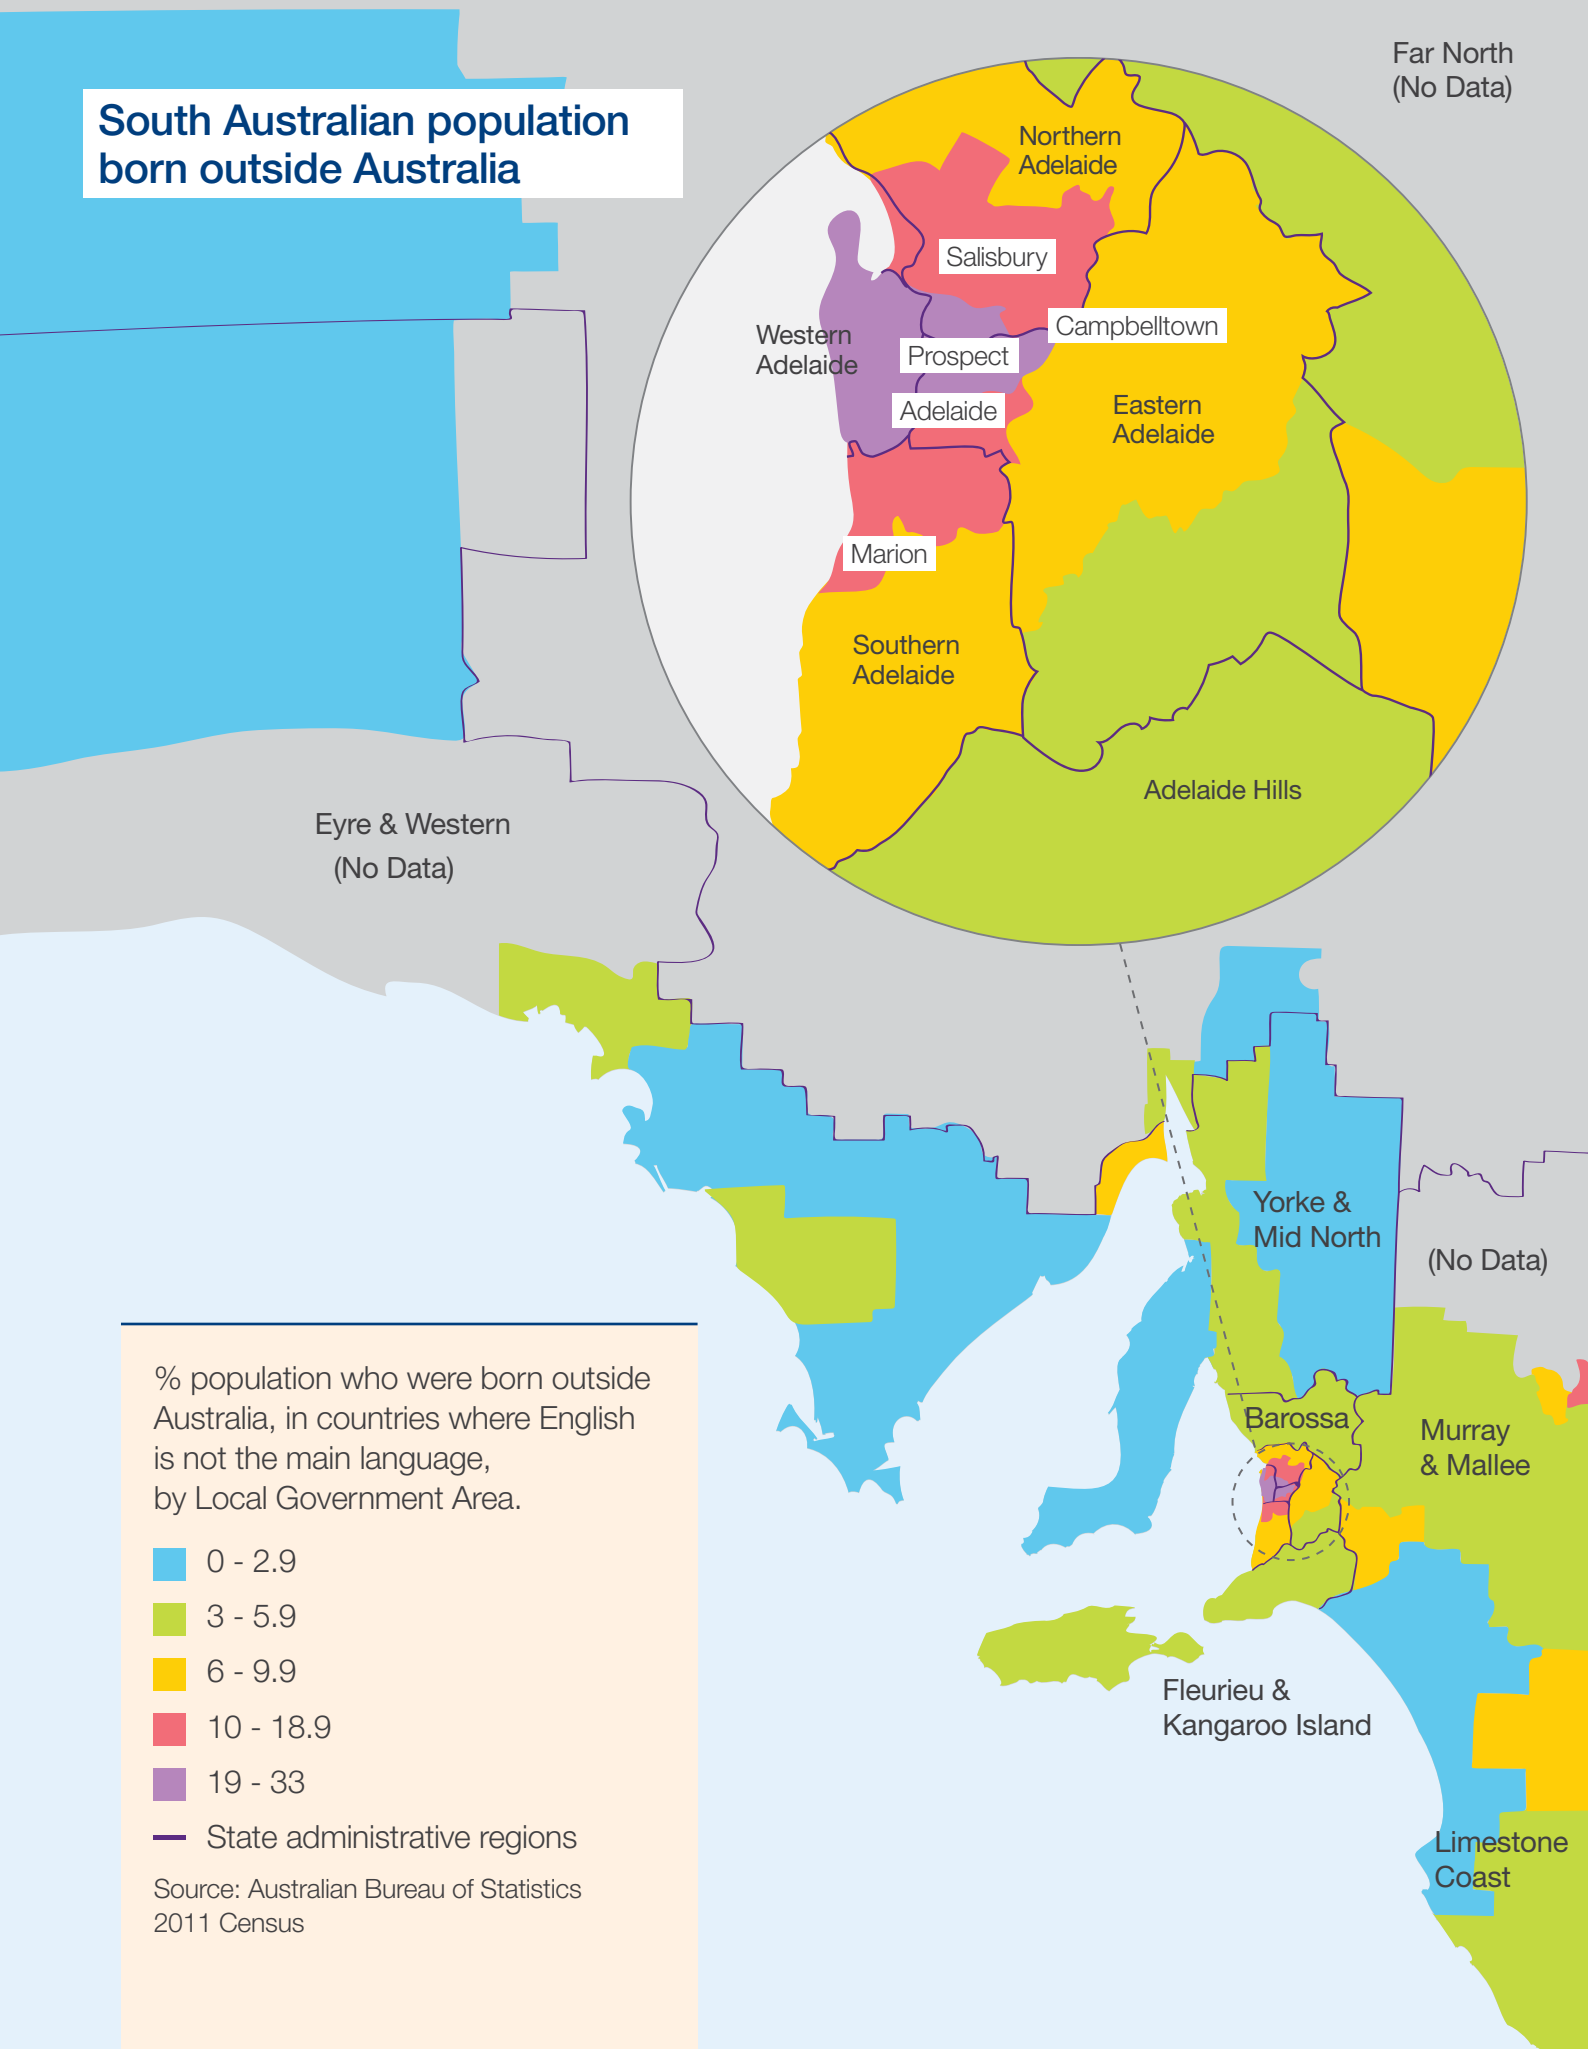 South Australian population
born outside Australia
Far North
(No Data)
Northern
Adelaide
Salisbury
Campbelltown
Western
Adelaide
Prospect
Adelaide
Eastern
Adelaide
Marion
Southern
Adelaide
Adelaide Hills
Eyre & Western
(No Data)
Yorke &
Mid North
(No Data)
Barossa
Murray
& Mallee
Fleurieu &
Kangaroo Island
Limestone
Coast
% population who were born outside
Australia, in countries where English
is not the main language,
by Local Government Area.
0 - 2.9
3 - 5.9
6 - 9.9
10 - 18.9
19 - 33
State administrative regions
Source: Australian Bureau of Statistics
2011 Census